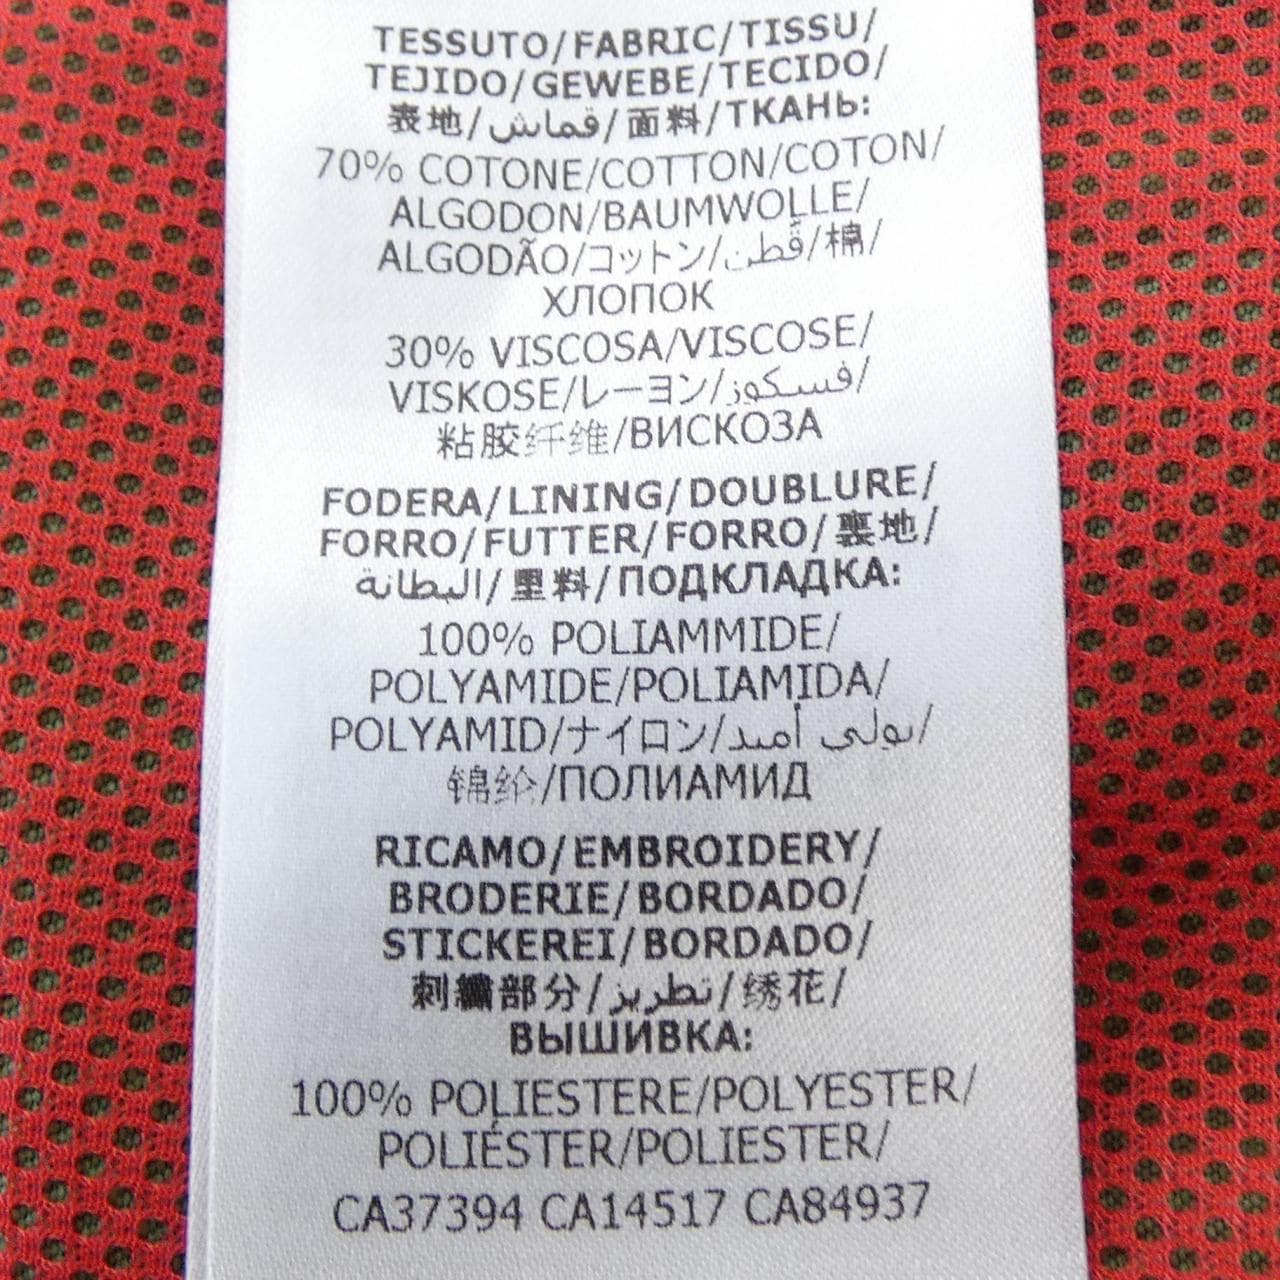 TESSUTO/FABRIC/TISSU/
TEJIDO/GEWEBE/TECIDO/
表地/قماش/面料/ТКАНЬ:
70% COTONE/COTTON/COTON/
ALGODON/BAUMWOLLE/
ALGODÃO/コットン/قطن/棉/
ХЛОПОК
30% VISCOSA/VISCOSE/
VISKOSE/レーヨン/فسكوز/
粘胶纤维/ВИСКОЗА
FODERA/LINING/DOUBLURE/
FORRO/FUTTER/FORRO/裏地/
البطانة/里料/ПОДКЛАДКА:
100% POLIAMMIDE/
POLYAMIDE/POLIAMIDA/
POLYAMID/ナイロン/بولي أميد/
锦纶/ПОЛИАМИД
RICAMO/EMBROIDERY/
BRODERIE/BORDADO/
STICKEREI/BORDADO/
刺繍部分/تطريز/绣花/
ВЫШИВКА:
100% POLIESTERE/POLYESTER/
POLIÉSTER/POLIESTER/
CA37394 CA14517 CA84937